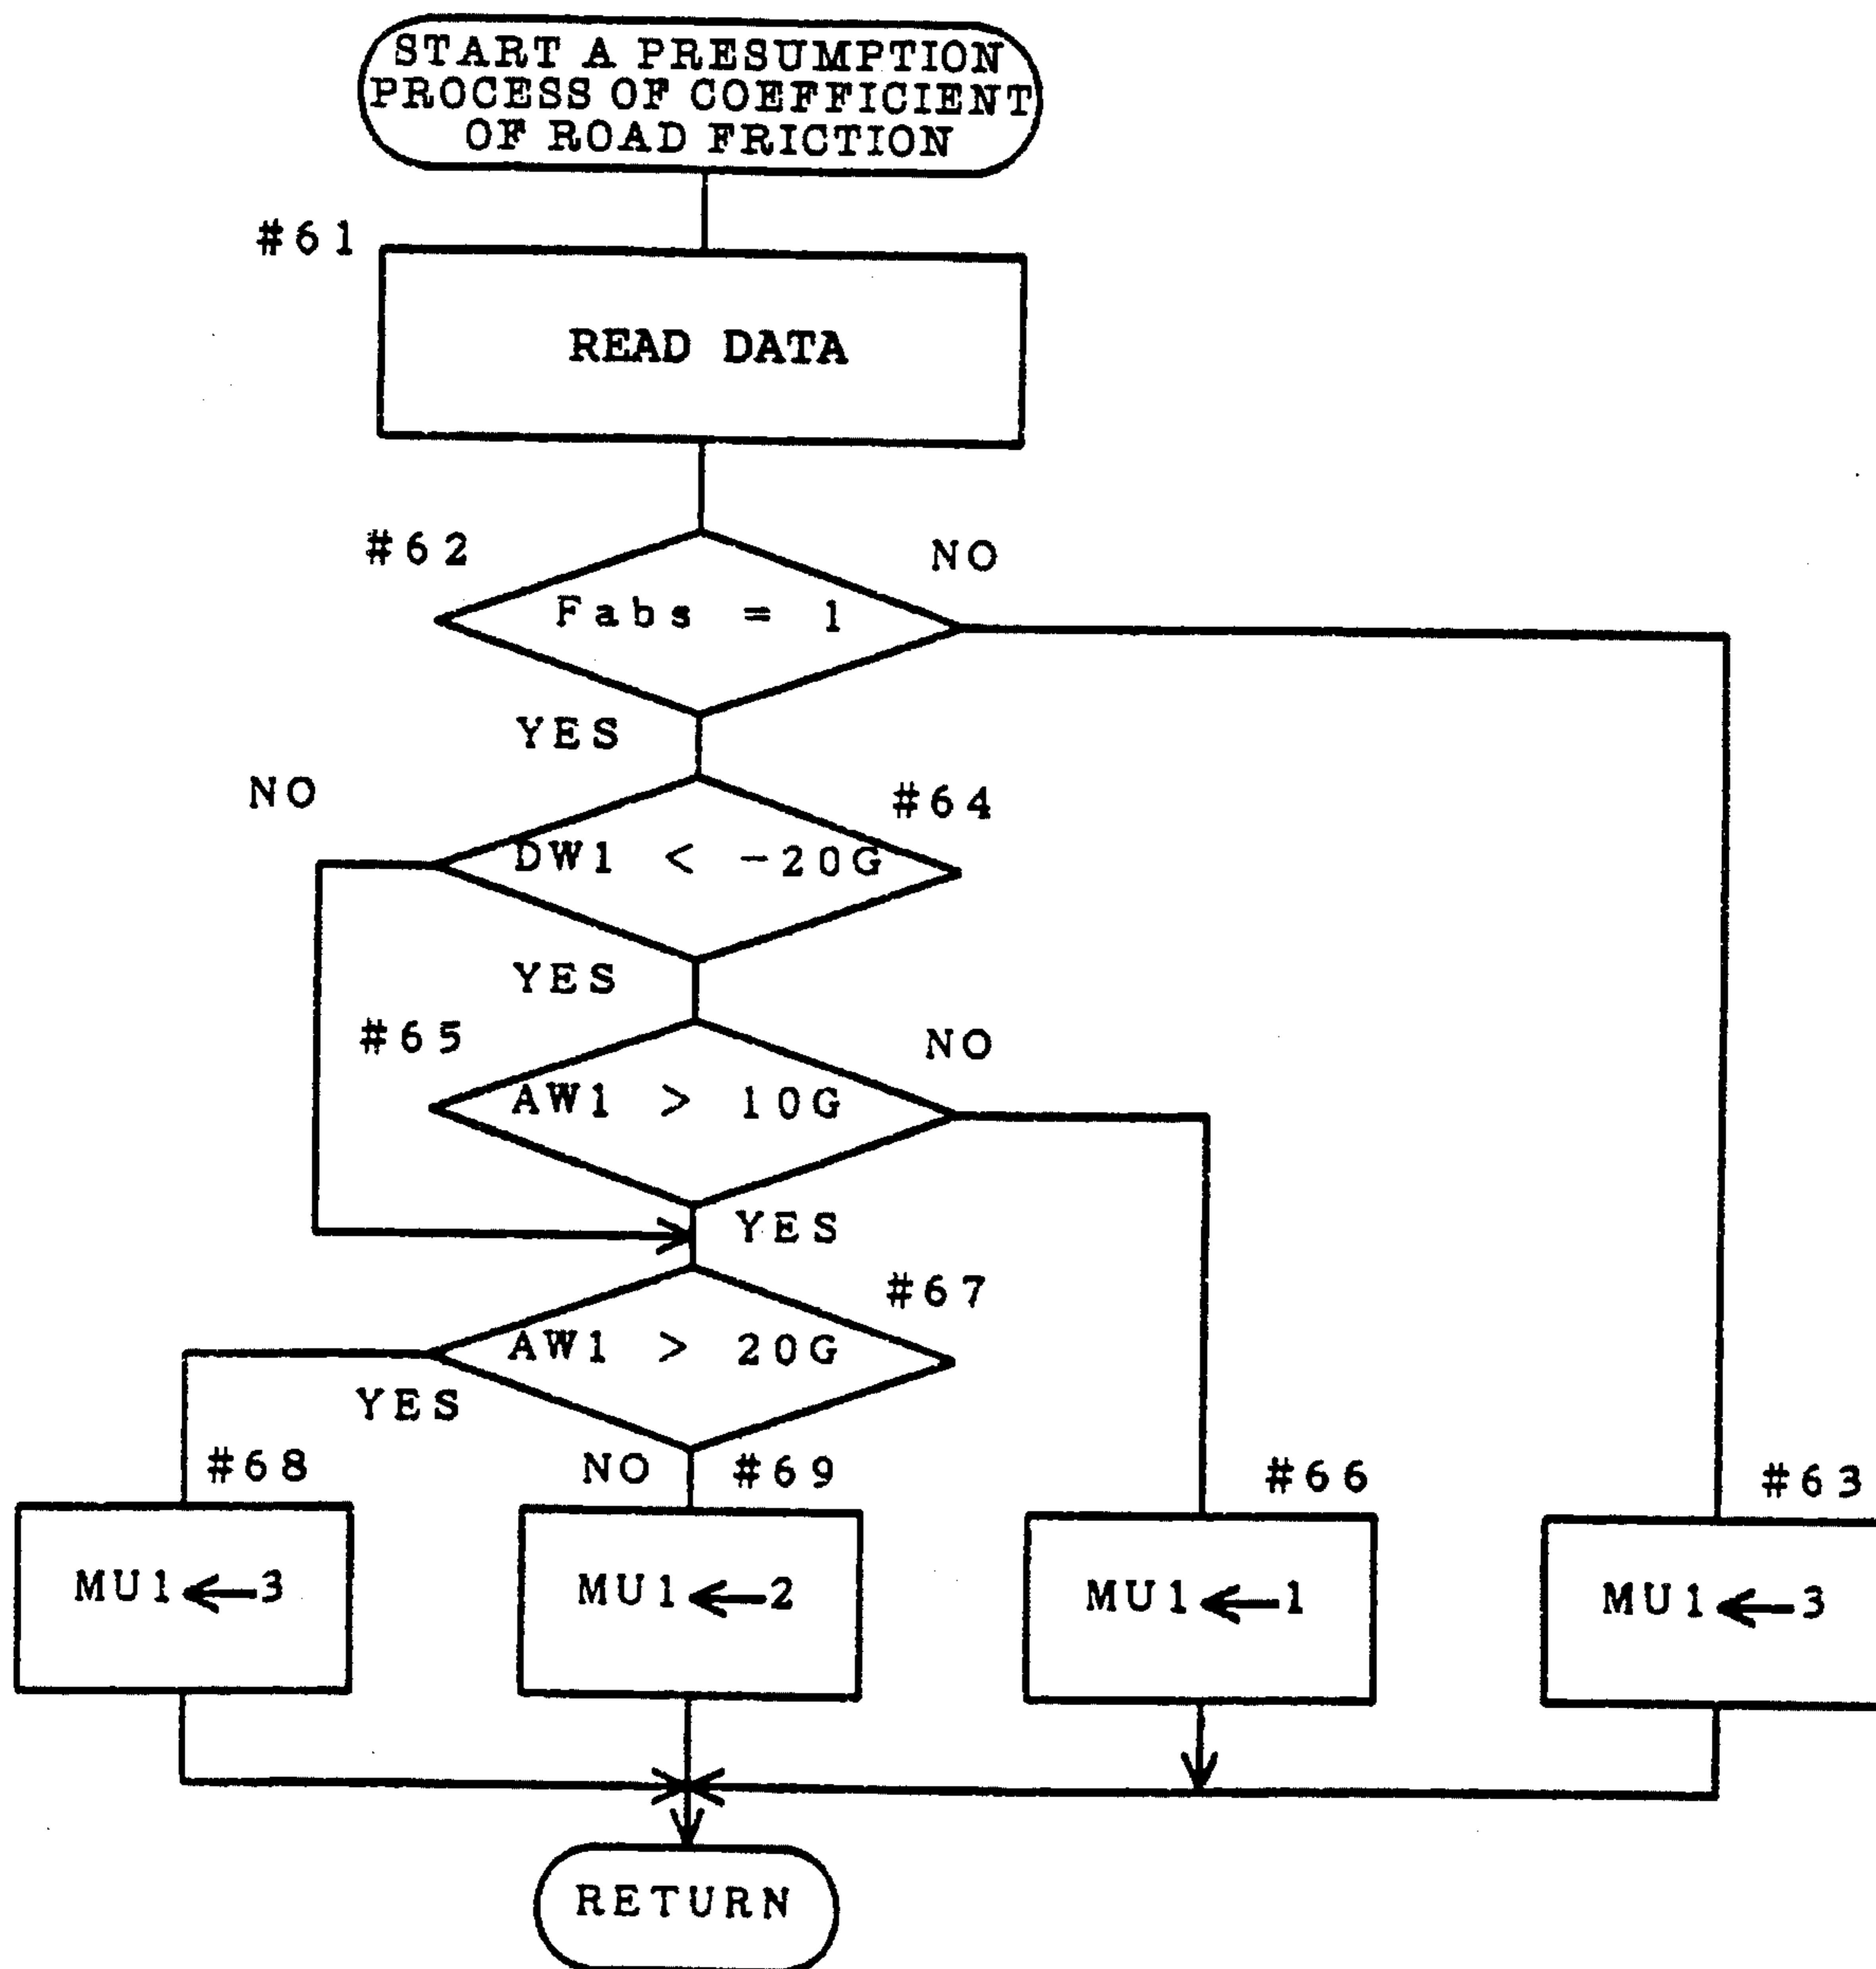 START A PRESUMPTION
PROCESS OF COEFFICIENT
OF ROAD FRICTION
#61
READ DATA
#62
NO
Fabs = 1
YES
NO
#64
DW1 < -20G
YES
#65
NO
AW1 > 10G
YES
#67
AW1 > 20G
YES
#68
NO
#69
#66
#63
MU1←3
MU1←2
MU1←1
MU1←3
RETURN